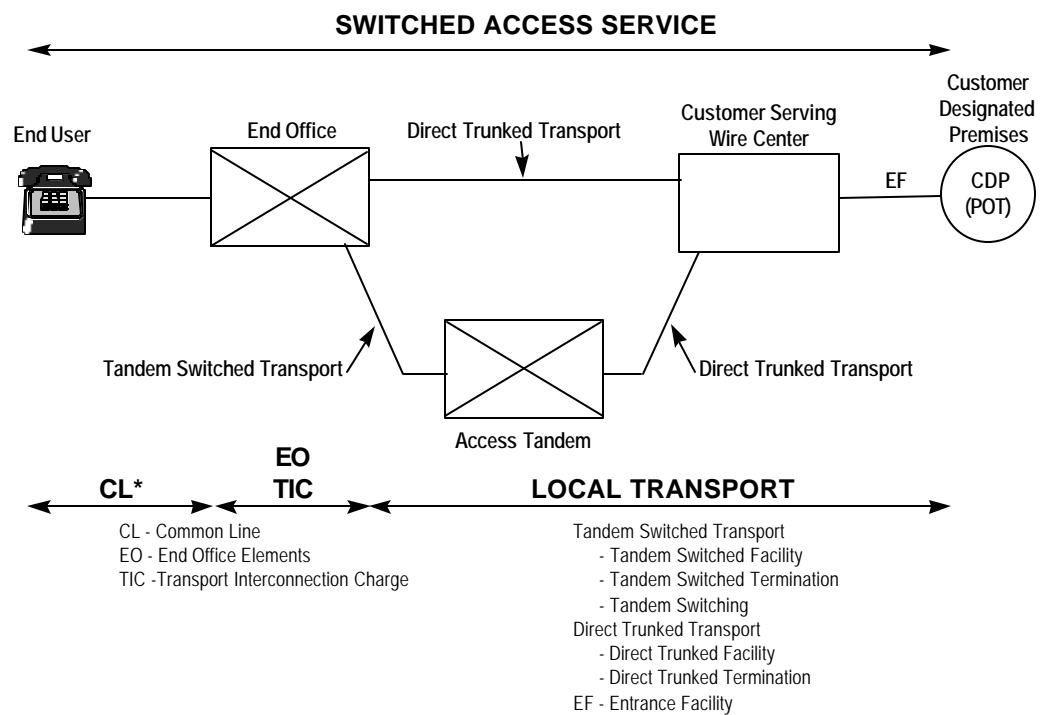 SWITCHED ACCESS SERVICE
Customer
Designated
Premises
Customer Serving
Wire Center
Direct Trunked Transport
End Office
End User
EF
CDP
(POT)
Tandem Switched Transport
Direct Trunked Transport
Access Tandem
EO
TIC
CL*
LOCAL TRANSPORT
CL - Common Line
EO - End Office Elements
TIC -Transport Interconnection Charge
Tandem Switched Transport
- Tandem Switched Facility
- Tandem Switched Termination
- Tandem Switching
Direct Trunked Transport
- Direct Trunked Facility
- Direct Trunked Termination
EF - Entrance Facility